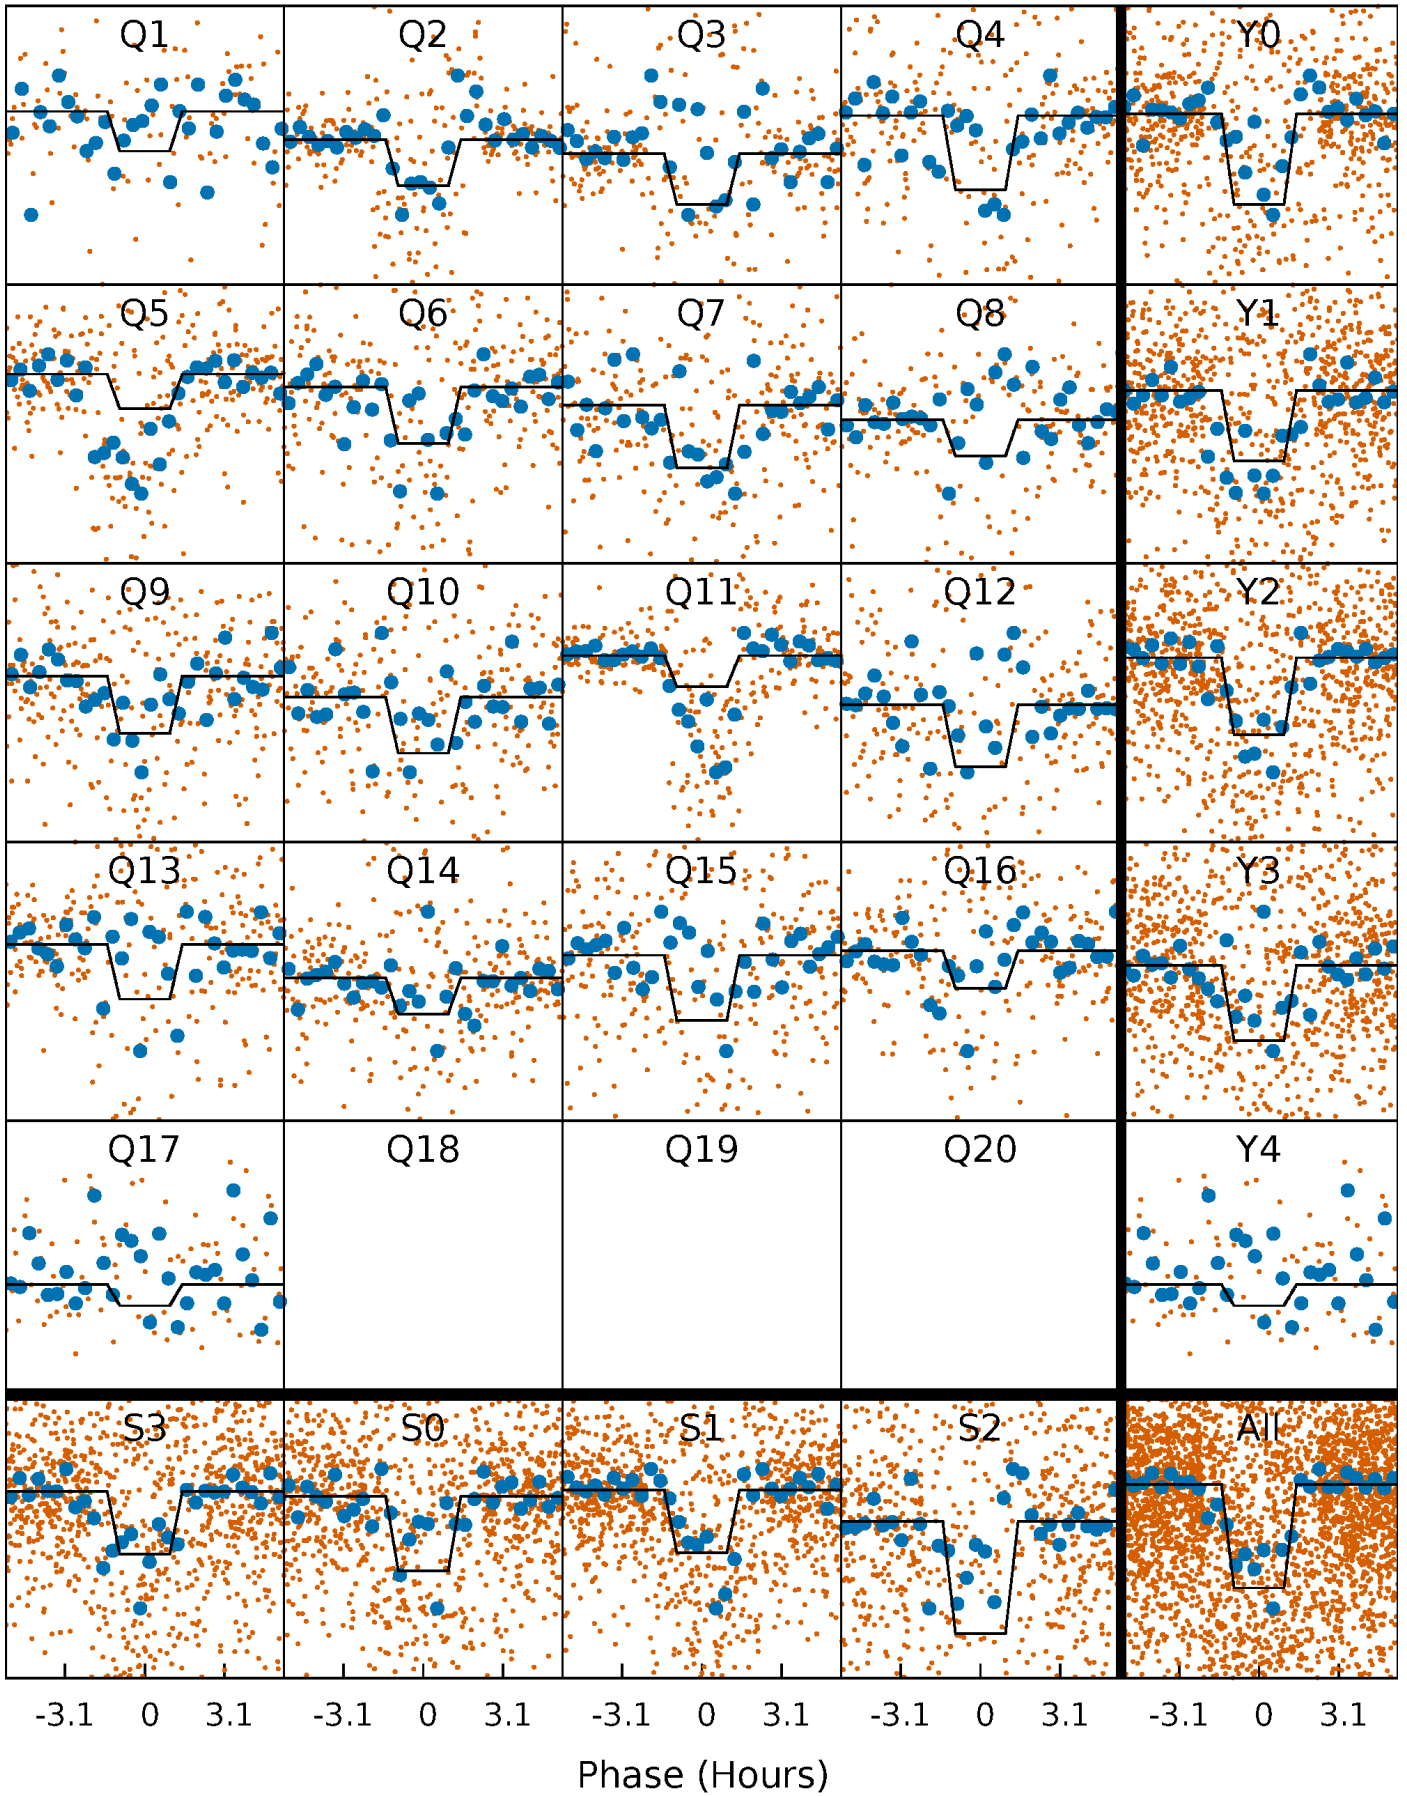 Q1 Q2 Q3 Q4 Y0
Q5 Q6 Q7 Q8 Y1
Q9 Q10 Q11 Q12 Y2
Q13 Q14 Q15 Q16 Y3
Q17 Q18 Q19 Q20 Y4
S3 S0 S1 S2 All
-3.1 0 3.1 -3.1 0 3.1 -3.1 0 3.1 -3.1 0 3.1 -3.1 0 3.1
Phase (Hours)